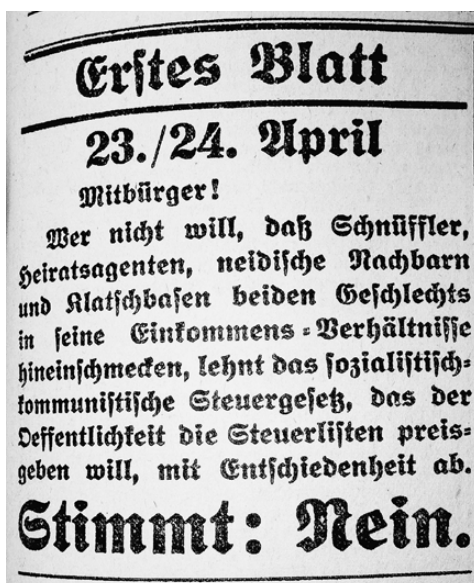 Erstes Blatt
23./24. April
Mitbürger!
Wer nicht will, daß Schnüffler,
Heiratsagenten, neidische Nachbarn
und Klatschbasen beiden Geschlechts
in seine Einkommens-Verhältnisse
hineinschmecken, lehnt das sozialistisch-
kommunistische Steuergesetz, das der
Oeffentlichkeit die Steuerlisten preis-
geben will, mit Entschiedenheit ab.
Stimmt: Nein.